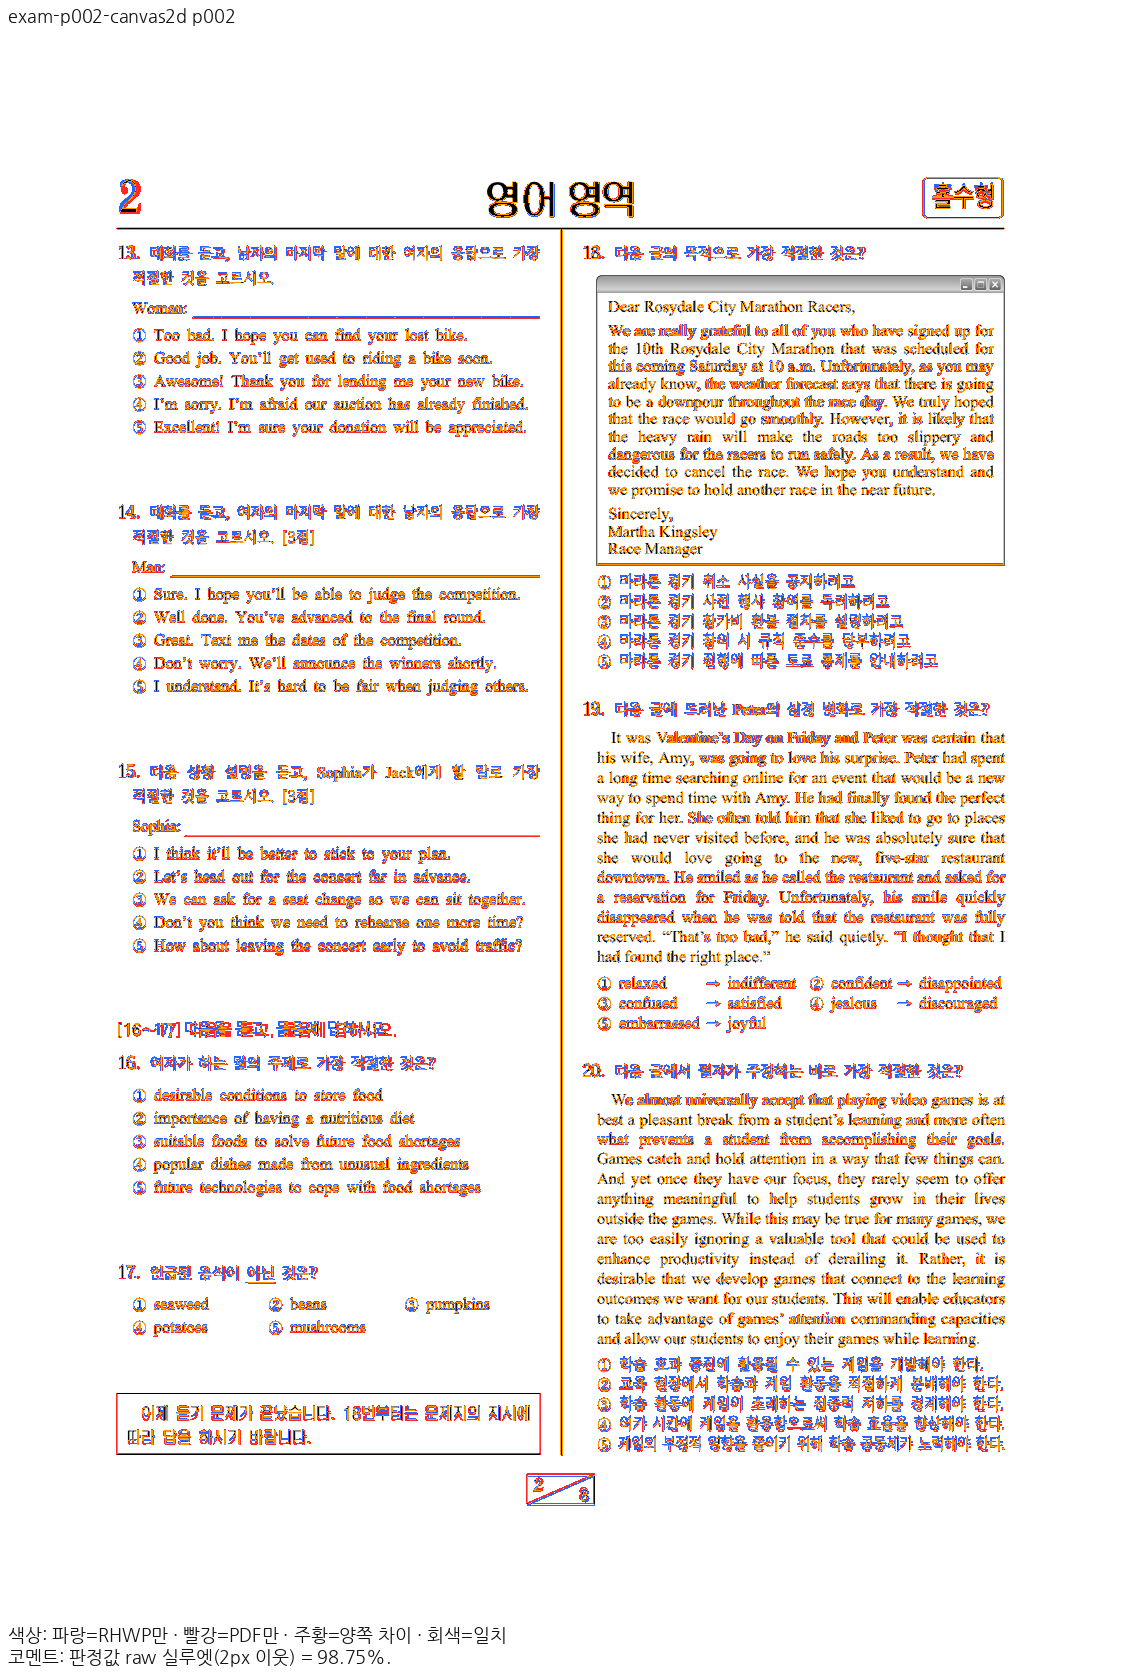 exam-p002-canvas2d p002
2
영어 영역
홀수형
13. 대화를 듣고, 남자의 마지막 말에 대한 여자의 응답으로 가장
적절한 것을 고르시오.
Woman:
① Too bad. I hope you can find your lost bike.
② Good job. You'll get used to riding a bike soon.
③ Awesome! Thank you for lending me your new bike.
④ I'm sorry. I'm afraid our auction has already finished.
⑤ Excellent! I'm sure your donation will be appreciated.
14. 대화를 듣고, 여자의 마지막 말에 대한 남자의 응답으로 가장
적절한 것을 고르시오. [3점]
Man:
① Sure. I hope you'll be able to judge the competition.
② Well done. You've advanced to the final round.
③ Great. Text me the dates of the competition.
④ Don't worry. We'll announce the winners shortly.
⑤ I understand. It's hard to be fair when judging others.
15. 다음 상황 설명을 듣고, Sophia가 Jack에게 할 말로 가장
적절한 것을 고르시오. [3점]
Sophia:
① I think it'll be better to stick to your plan.
② Let's head out for the concert far in advance.
③ We can ask for a seat change so we can sit together.
④ Don't you think we need to rehearse one more time?
⑤ How about leaving the concert early to avoid traffic?
[16~17] 다음을 듣고, 물음에 답하시오.
16. 여자가 하는 말의 주제로 가장 적절한 것은?
① desirable conditions to store food
② importance of having a nutritious diet
③ suitable foods to solve future food shortages
④ popular dishes made from unusual ingredients
⑤ future technologies to cope with food shortages
17. 언급된 음식이 아닌 것은?
① seaweed ② beans ③ pumpkins
④ potatoes ⑤ mushrooms
이제 듣기 문제가 끝났습니다. 18번부터는 문제지의 지시에
따라 답을 하시기 바랍니다.
18. 다음 글의 목적으로 가장 적절한 것은?
Dear Rosydale City Marathon Racers,
We are really grateful to all of you who have signed up for
the 10th Rosydale City Marathon that was scheduled for
this coming Saturday at 10 a.m. Unfortunately, as you may
already know, the weather forecast says that there is going
to be a downpour throughout the race day. We truly hoped
that the race would go smoothly. However, it is likely that
the heavy rain will make the roads too slippery and
dangerous for the racers to run safely. As a result, we have
decided to cancel the race. We hope you understand and
we promise to hold another race in the near future.
Sincerely,
Martha Kingsley
Race Manager
① 마라톤 경기 취소 사실을 공지하려고
② 마라톤 경기 사전 행사 참여를 독려하려고
③ 마라톤 경기 참가비 환불 절차를 설명하려고
④ 마라톤 경기 참여 시 규칙 준수를 당부하려고
⑤ 마라톤 경기 진행에 따른 도로 통제를 안내하려고
19. 다음 글에 드러난 Peter의 심경 변화로 가장 적절한 것은?
It was Valentine's Day on Friday and Peter was certain that
his wife, Amy, was going to love his surprise. Peter had spent
a long time searching online for an event that would be a new
way to spend time with Amy. He had finally found the perfect
thing for her. She often told him that she liked to go to places
she had never visited before, and he was absolutely sure that
she would love going to the new, five-star restaurant
downtown. He smiled as he called the restaurant and asked for
a reservation for Friday. Unfortunately, his smile quickly
disappeared when he was told that the restaurant was fully
reserved. “That's too bad,” he said quietly. “I thought that I
had found the right place.”
① relaxed → indifferent ② confident → disappointed
③ confused → satisfied ④ jealous → discouraged
⑤ embarrassed → joyful
20. 다음 글에서 필자가 주장하는 바로 가장 적절한 것은?
We almost universally accept that playing video games is at
best a pleasant break from a student's learning and more often
what prevents a student from accomplishing their goals.
Games catch and hold attention in a way that few things can.
And yet once they have our focus, they rarely seem to offer
anything meaningful to help students grow in their lives
outside the games. While this may be true for many games, we
are too easily ignoring a valuable tool that could be used to
enhance productivity instead of derailing it. Rather, it is
desirable that we develop games that connect to the learning
outcomes we want for our students. This will enable educators
to take advantage of games' attention commanding capacities
and allow our students to enjoy their games while learning.
① 학습 효과 증진에 활용될 수 있는 게임을 개발해야 한다.
② 교육 현장에서 학습과 게임 활동을 적절하게 분배해야 한다.
③ 학습 활동에 게임이 초래하는 집중력 저하를 경계해야 한다.
④ 여가 시간에 게임을 활용함으로써 학습 효율을 향상해야 한다.
⑤ 게임의 부정적 영향을 줄이기 위해 학습 공동체가 노력해야 한다.
2
8
색상: 파랑=RHWP만 · 빨강=PDF만 · 주황=양쪽 차이 · 회색=일치
코멘트: 판정값 raw 실루엣(2px 이웃) = 98.75%.